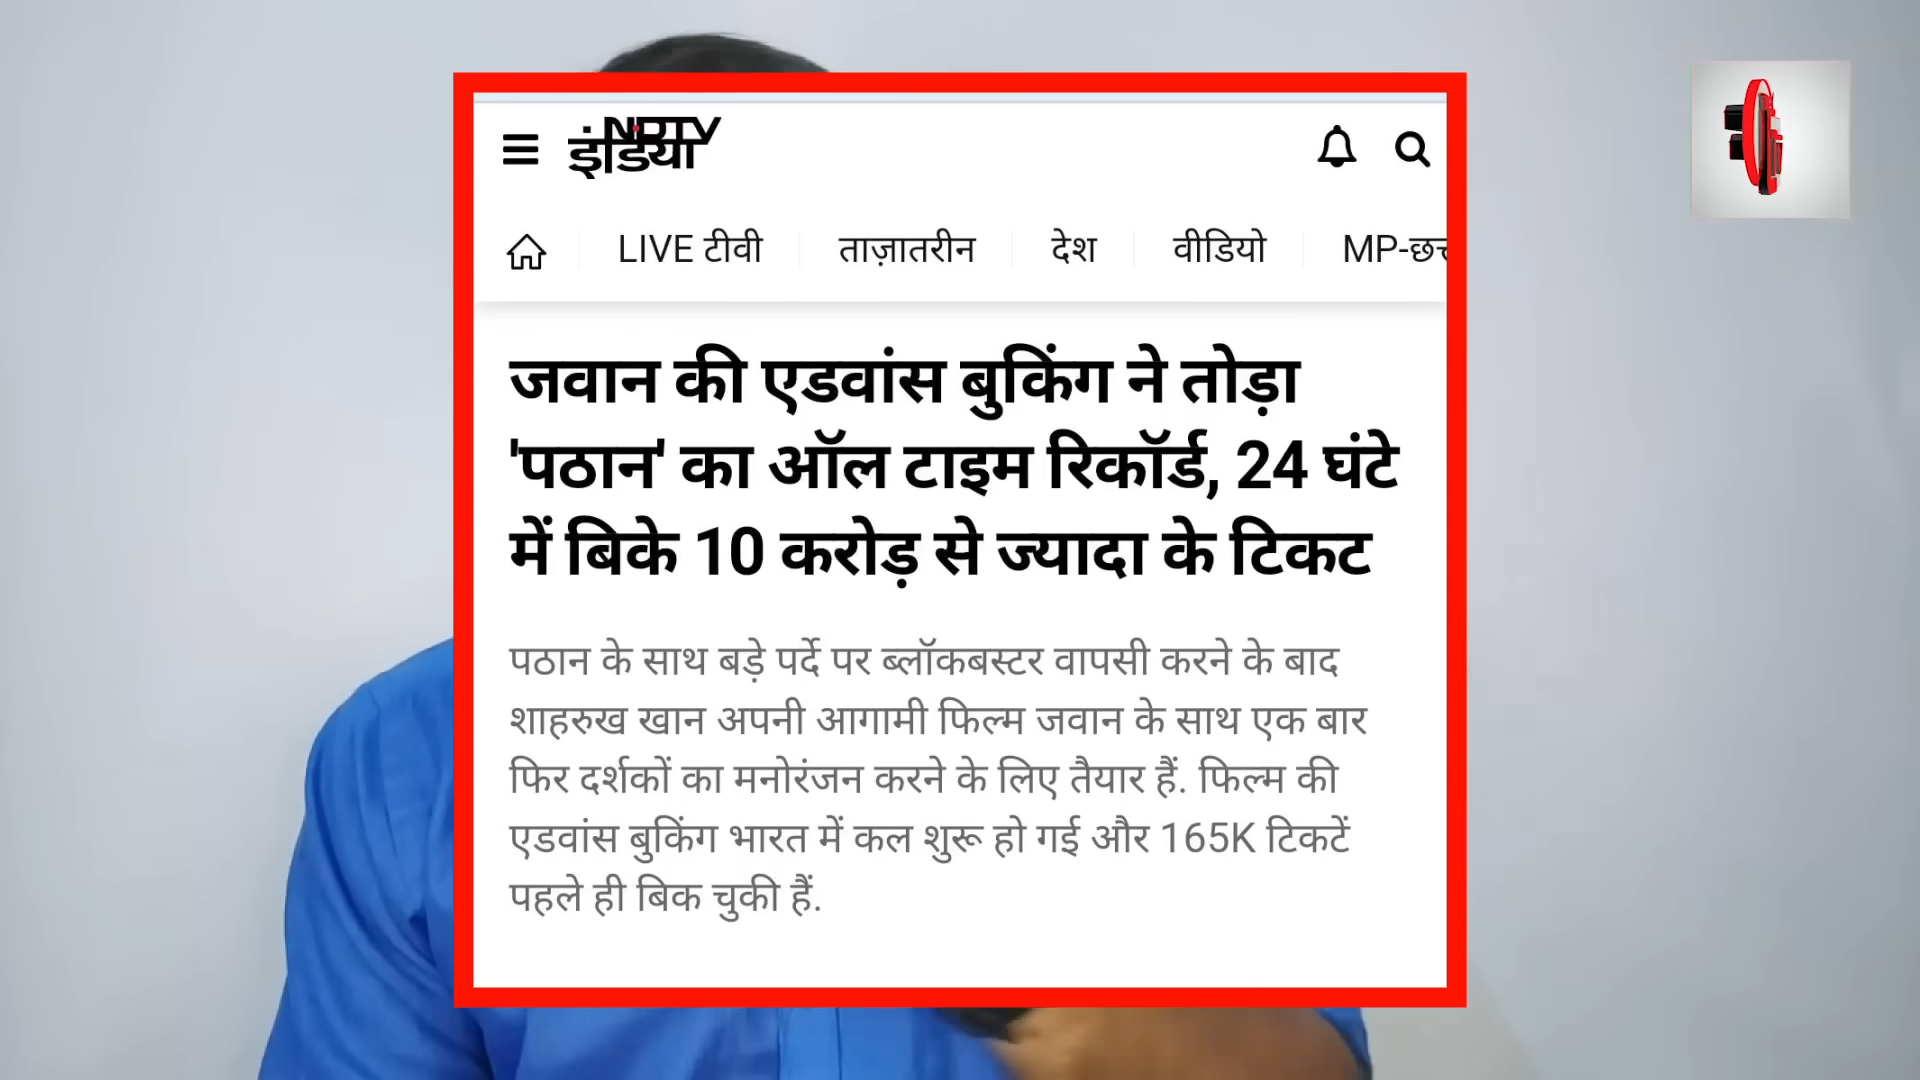 NDTV
इंडिया
LIVE टीवी ताज़ातरीन देश वीडियो MP-छत्त
जवान की एडवांस बुकिंग ने तोड़ा
'पठान' का ऑल टाइम रिकॉर्ड, 24 घंटे
में बिके 10 करोड़ से ज्यादा के टिकट
पठान के साथ बड़े पर्दे पर ब्लॉकबस्टर वापसी करने के बाद
शाहरुख खान अपनी आगामी फिल्म जवान के साथ एक बार
फिर दर्शकों का मनोरंजन करने के लिए तैयार हैं. फिल्म की
एडवांस बुकिंग भारत में कल शुरू हो गई और 165K टिकटें
पहले ही बिक चुकी हैं.